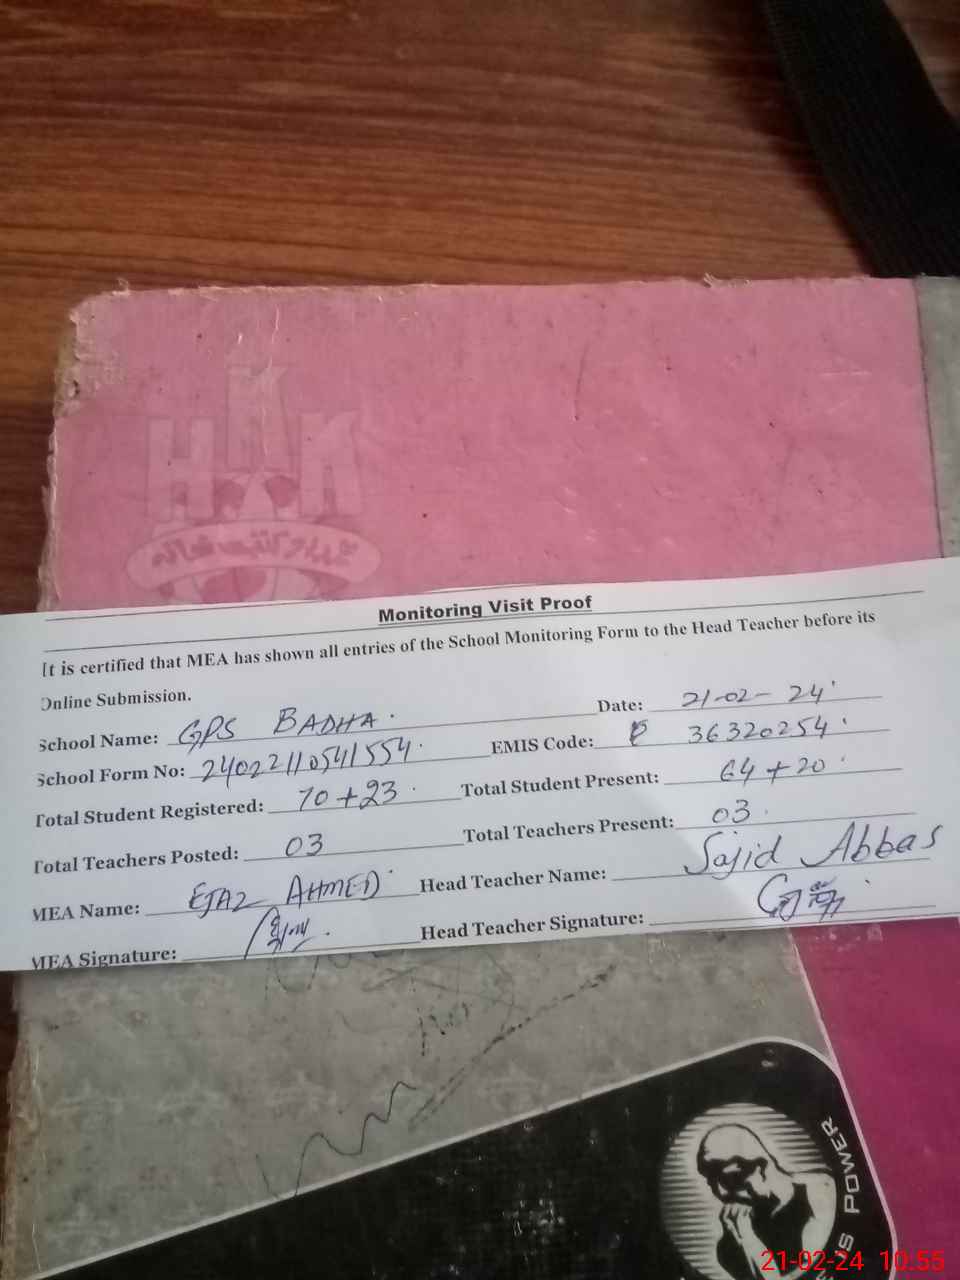 HKK
Monitoring Visit Proof
It is certified that MEA has shown all entries of the School Monitoring Form to the Head Teacher before its
Online Submission.
School Name: GPS BADHA. Date: 21-02-24
School Form No: 24022110541554. EMIS Code: 36320254
Total Student Registered: 70+23. Total Student Present: 64+20
Total Teachers Posted: 03 Total Teachers Present: 03
MEA Name: EJAZ AHMED Head Teacher Name: Sajid Abbas
MEA Signature: Head Teacher Signature:
IS POWER
21-02-24 10:55